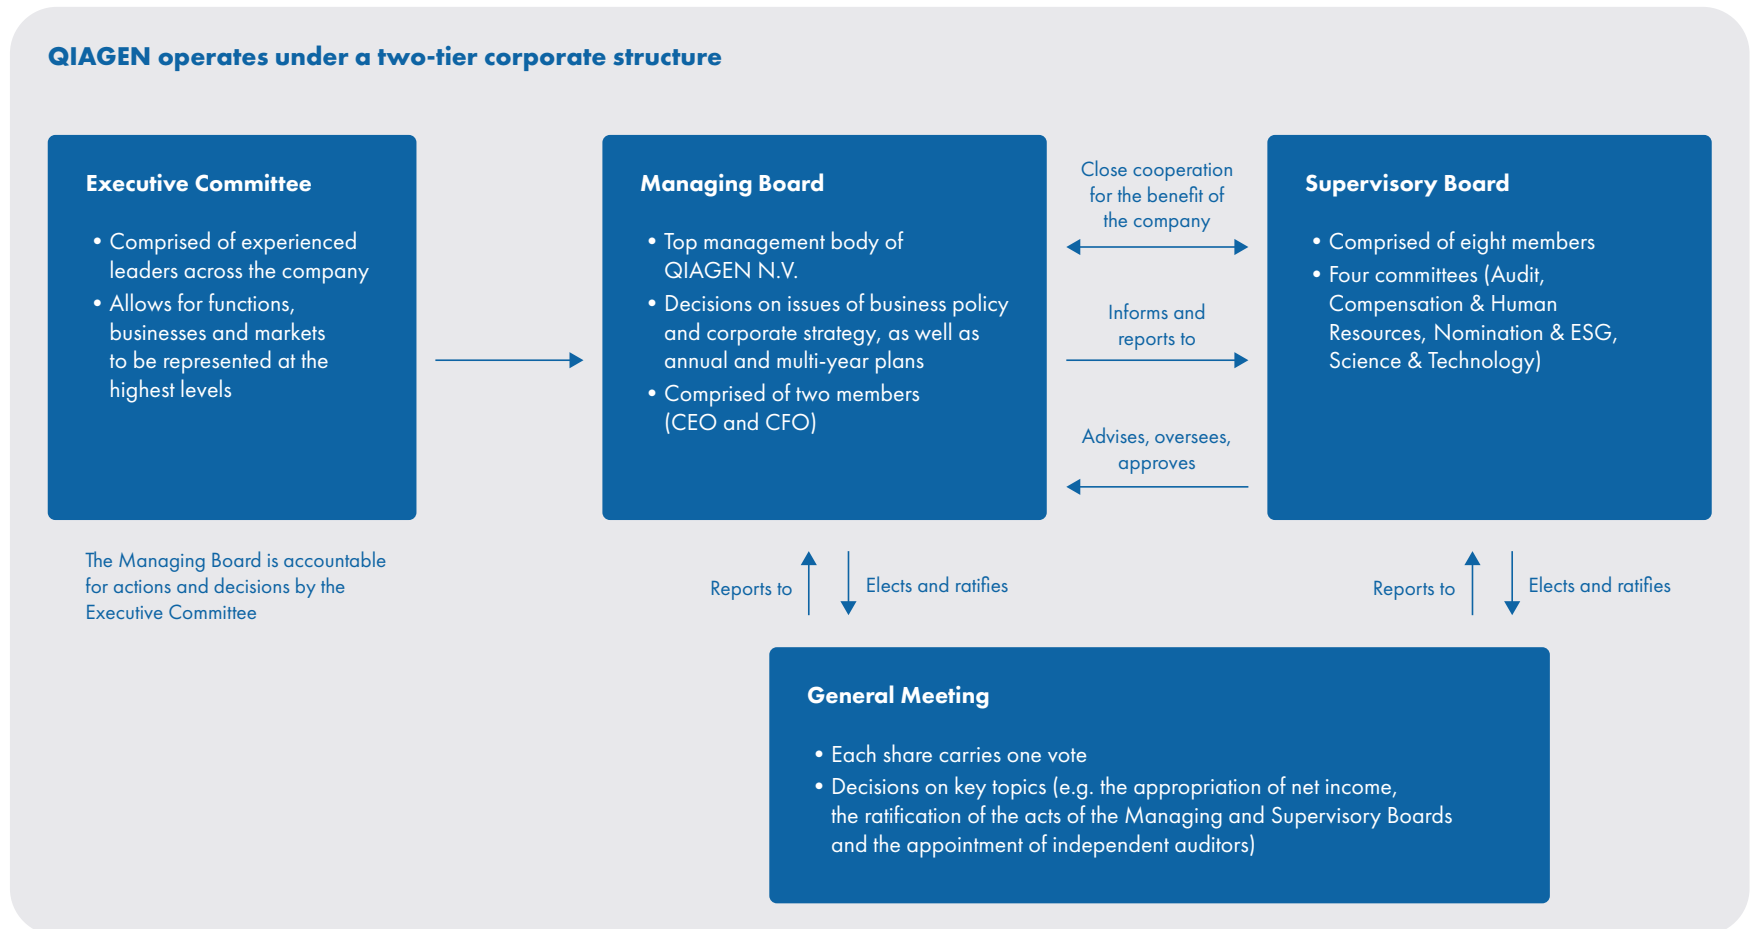 QIAGEN operates under a two-tier corporate structure
Executive Committee
• Comprised of experienced
leaders across the company
• Allows for functions,
businesses and markets
to be represented at the
highest levels
The Managing Board is accountable
for actions and decisions by the
Executive Committee
Managing Board
• Top management body of
QIAGEN N.V.
• Decisions on issues of business policy
and corporate strategy, as well as
annual and multi-year plans
• Comprised of two members
(CEO and CFO)
Close cooperation
for the benefit of
the company
Informs and
reports to
Advises, oversees,
approves
Supervisory Board
• Comprised of eight members
• Four committees (Audit,
Compensation & Human
Resources, Nomination & ESG,
Science & Technology)
Reports to
Elects and ratifies
Reports to
Elects and ratifies
General Meeting
• Each share carries one vote
• Decisions on key topics (e.g. the appropriation of net income,
the ratification of the acts of the Managing and Supervisory Boards
and the appointment of independent auditors)